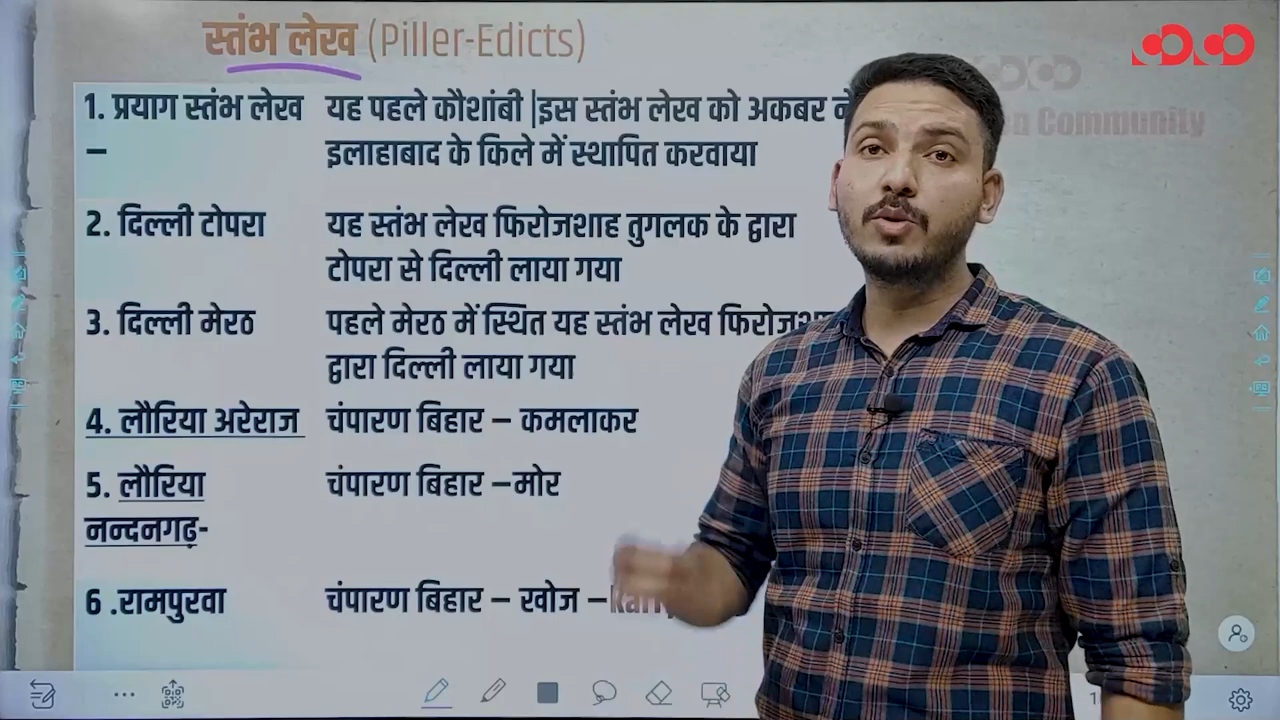 स्तंभ लेख (Piller-Edicts)
1. प्रयाग स्तंभ लेख यह पहले कौशांबी |इस स्तंभ लेख को अकबर ने
– इलाहाबाद के किले में स्थापित करवाया
2. दिल्ली टोपरा यह स्तंभ लेख फिरोजशाह तुगलक के द्वारा
टोपरा से दिल्ली लाया गया
3. दिल्ली मेरठ पहले मेरठ में स्थित यह स्तंभ लेख
द्वारा दिल्ली लाया गया
4. लौरिया अरेराज चंपारण बिहार – कमलाकर
5. लौरिया चंपारण बिहार –मोर
नन्दनगढ़-
6 .रामपुरवा चंपारण बिहार – खोज –
Community